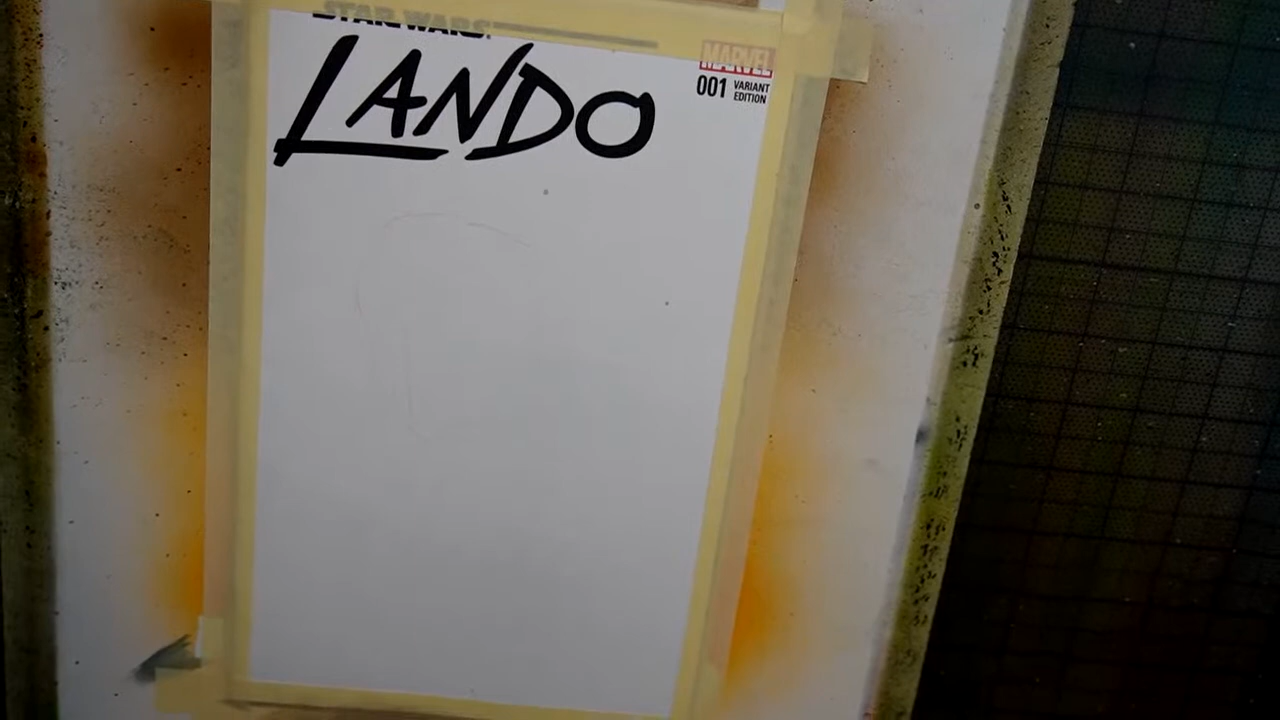 STAR WARS
LANDO
MARVEL
001 VARIANT
EDITION